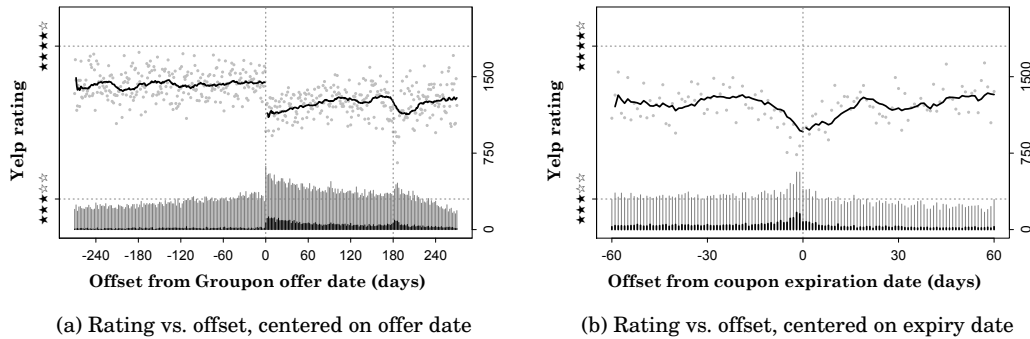 ★★★★☆
Yelp rating
★★★☆☆
1500
750
0
-240 -180 -120 -60 0 60 120 180 240
Offset from Groupon offer date (days)
(a) Rating vs. offset, centered on offer date
★★★★☆
Yelp rating
★★★☆☆
1500
750
0
-60 -30 0 30 60
Offset from coupon expiration date (days)
(b) Rating vs. offset, centered on expiry date